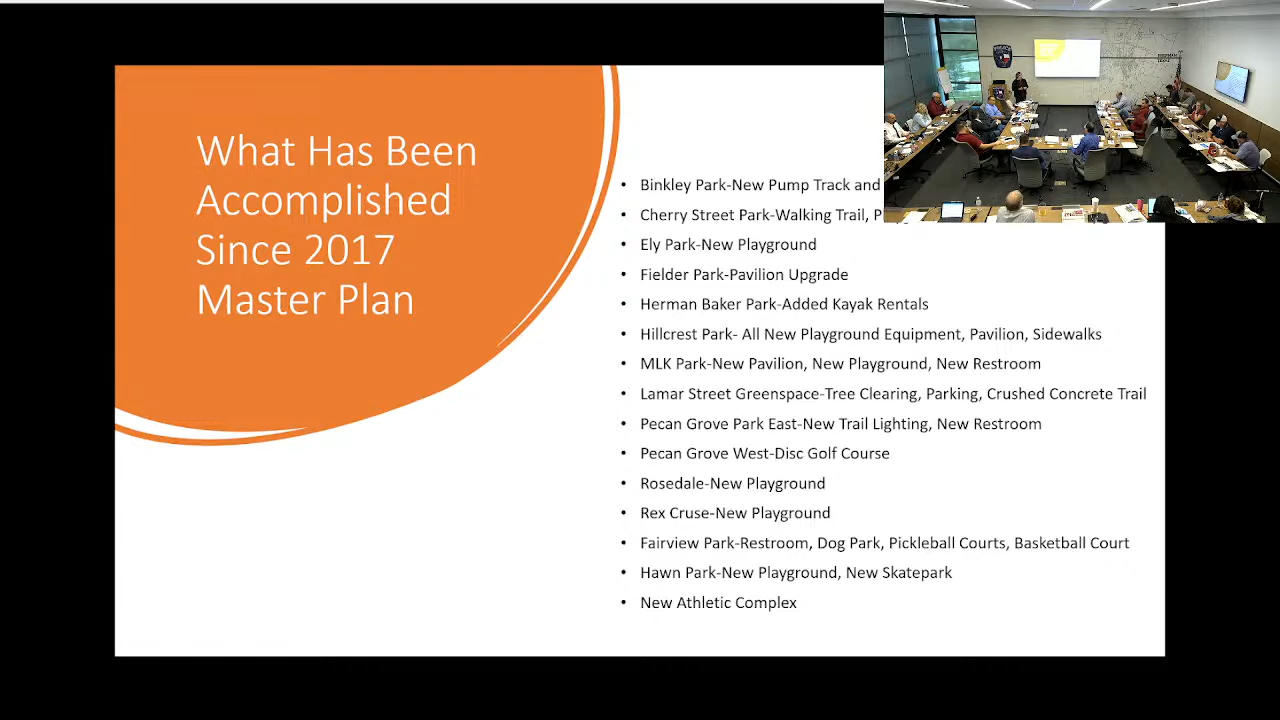 What Has Been
Accomplished
Since 2017
Master Plan
• Binkley Park-New Pump Track and
• Cherry Street Park-Walking Trail, P
• Ely Park-New Playground
• Fielder Park-Pavilion Upgrade
• Herman Baker Park-Added Kayak Rentals
• Hillcrest Park- All New Playground Equipment, Pavilion, Sidewalks
• MLK Park-New Pavilion, New Playground, New Restroom
• Lamar Street Greenspace-Tree Clearing, Parking, Crushed Concrete Trail
• Pecan Grove Park East-New Trail Lighting, New Restroom
• Pecan Grove West-Disc Golf Course
• Rosedale-New Playground
• Rex Cruse-New Playground
• Fairview Park-Restroom, Dog Park, Pickleball Courts, Basketball Court
• Hawn Park-New Playground, New Skatepark
• New Athletic Complex